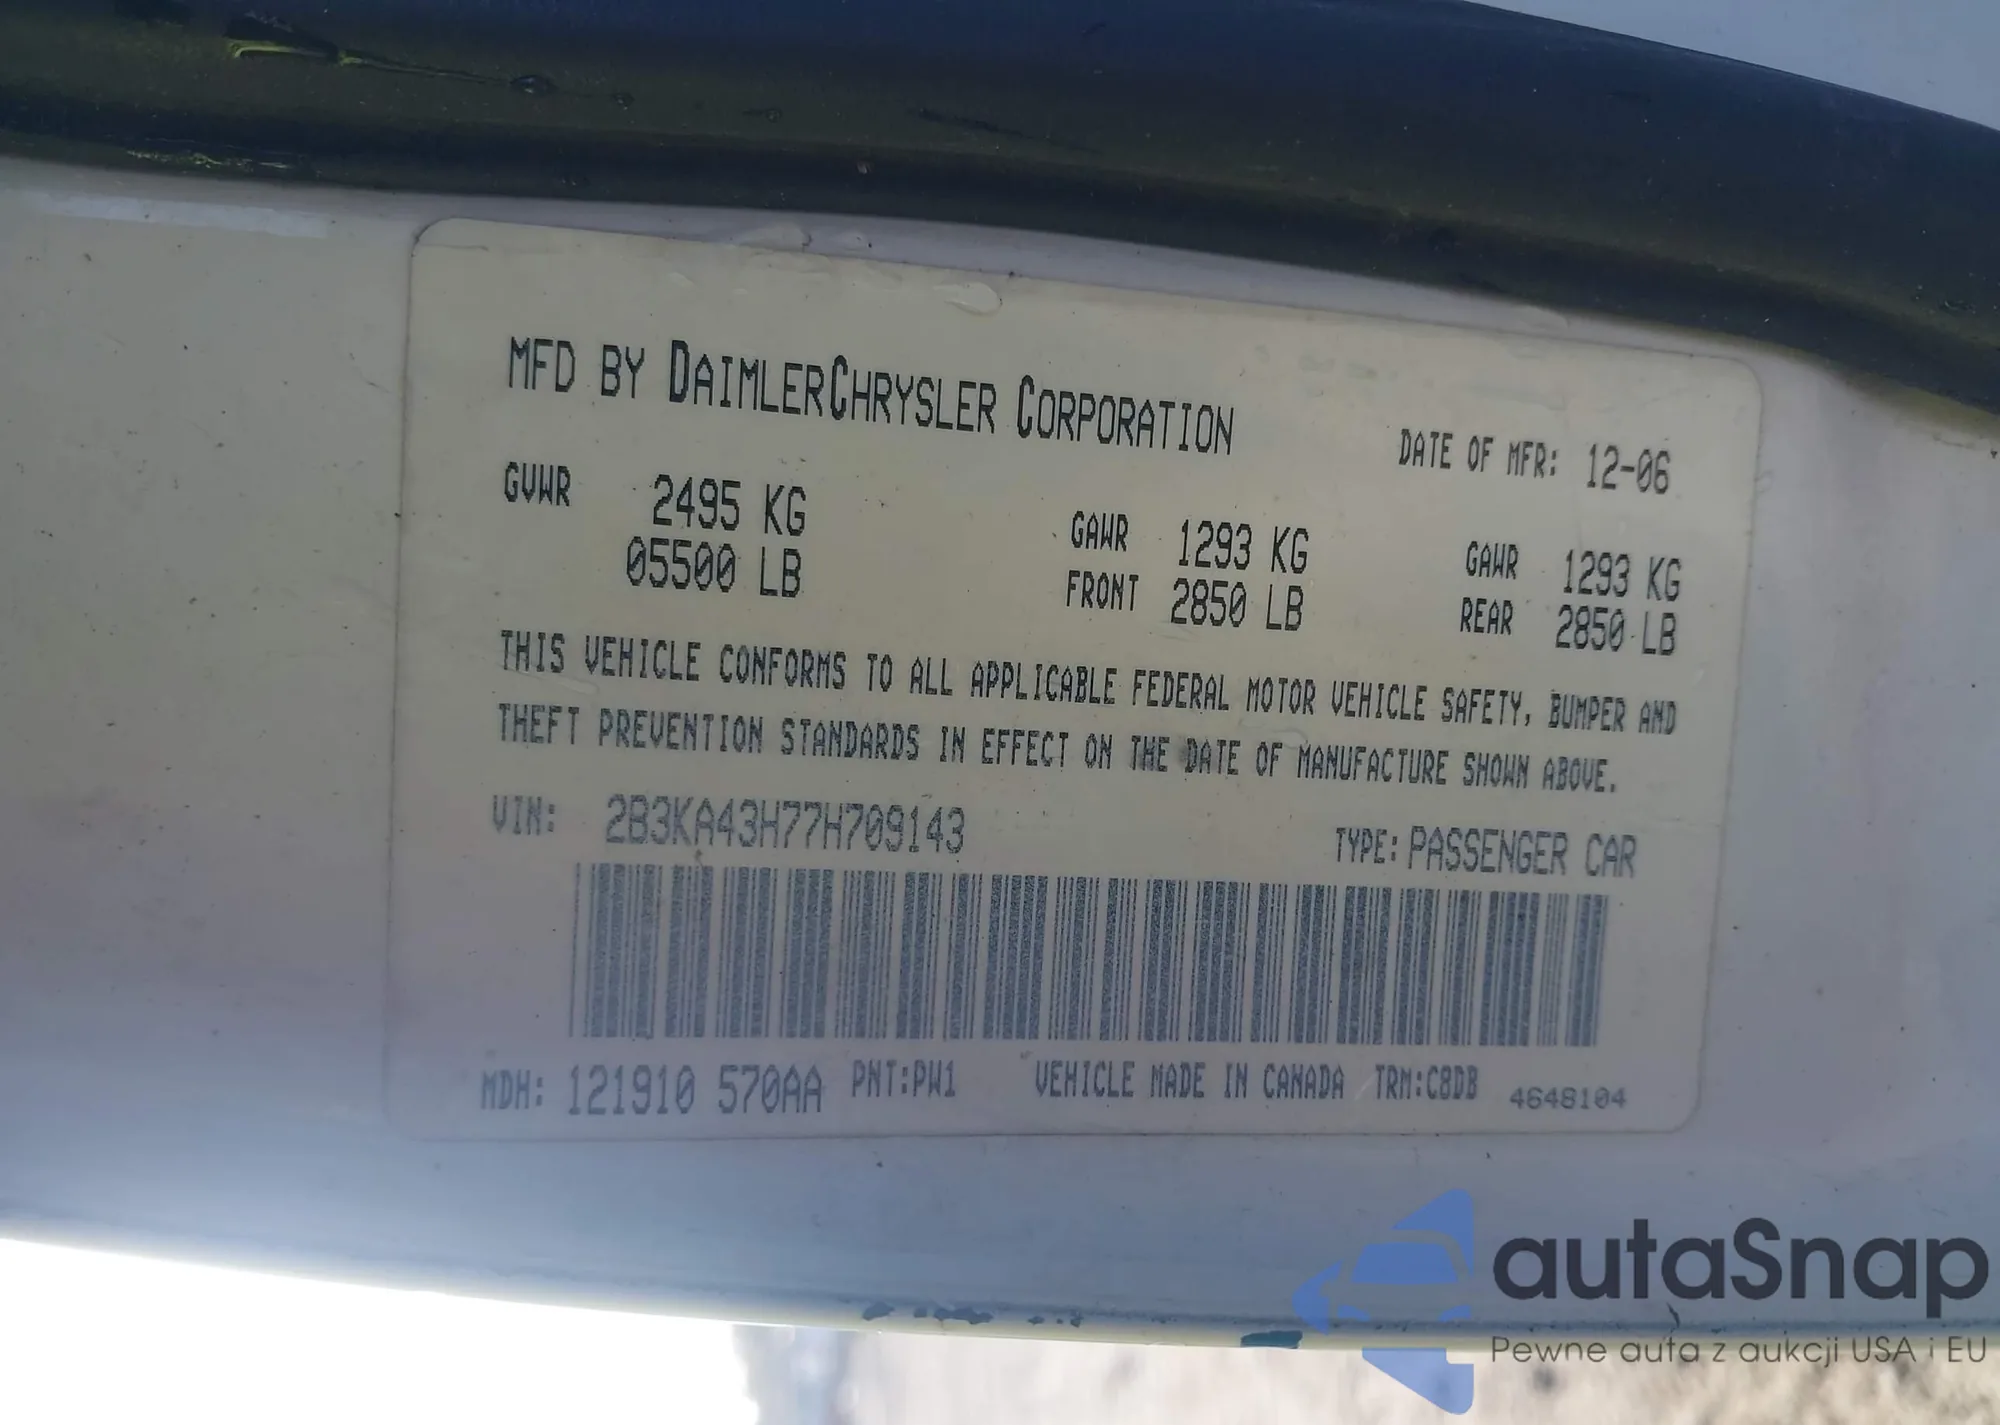 MFD BY DAIMLERCHRYSLER CORPORATION
DATE OF MFR: 12-06
GVWR 2495 KG
05500 LB
GAWR 1293 KG
FRONT 2850 LB
GAWR 1293 KG
REAR 2850 LB
THIS VEHICLE CONFORMS TO ALL APPLICABLE FEDERAL MOTOR VEHICLE SAFETY, BUMPER AND
THEFT PREVENTION STANDARDS IN EFFECT ON THE DATE OF MANUFACTURE SHOWN ABOVE.
VIN: 2B3KA43H77H709143
TYPE: PASSENGER CAR
MDH: 121910 570AA PNT:PW1 VEHICLE MADE IN CANADA TRM:C8DB 4648104
autaSnap
Pewne auta z aukcji USA i EU